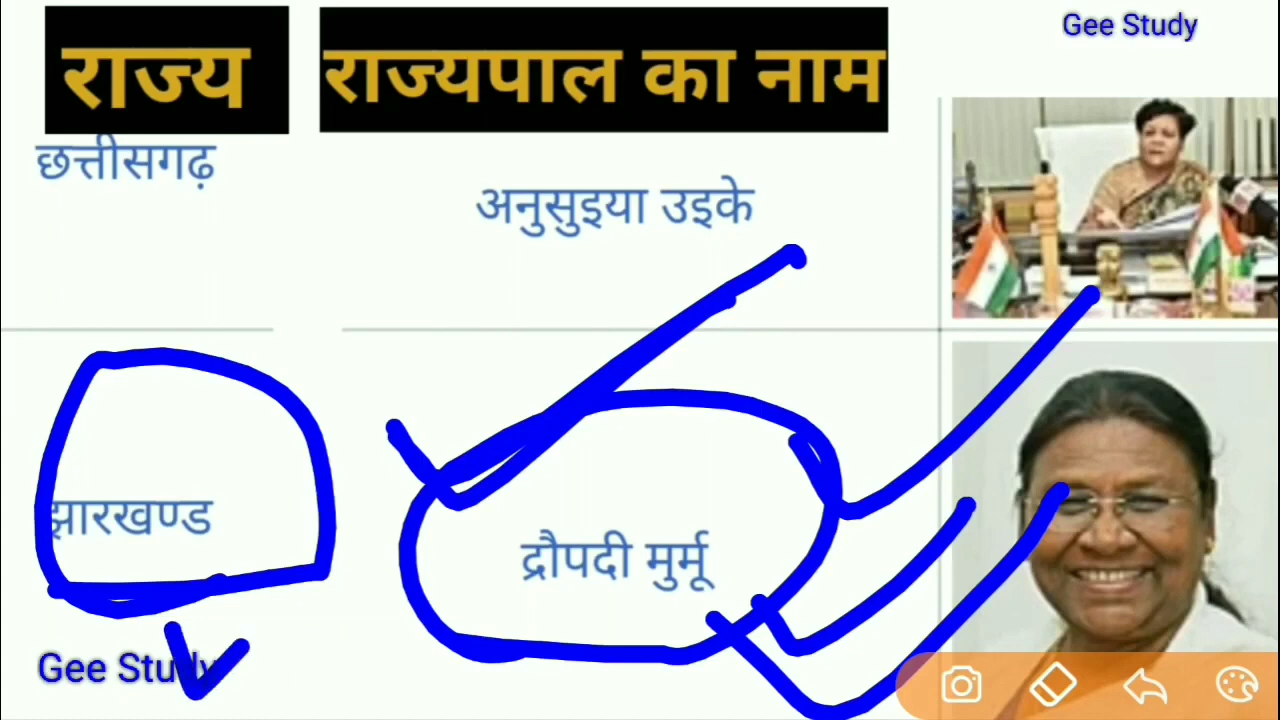 Gee Study
राज्य राज्यपाल का नाम
छत्तीसगढ़
अनुसुइया उइके
झारखण्ड
द्रौपदी मुर्मू
Gee Study